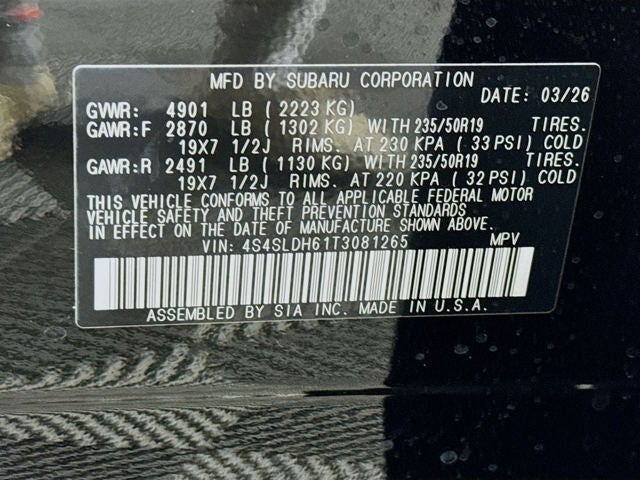 MFD BY SUBARU CORPORATION
DATE: 03/26
GVWR: 4901 LB ( 2223 KG)
GAWR: F 2870 LB ( 1302 KG) WITH 235/50R19 TIRES.
19X7 1/2J RIMS. AT 230 KPA ( 33 PSI) COLD
GAWR: R 2491 LB ( 1130 KG) WITH 235/50R19 TIRES.
19X7 1/2J RIMS. AT 220 KPA ( 32 PSI) COLD
THIS VEHICLE CONFORMS TO ALL APPLICABLE FEDERAL MOTOR
VEHICLE SAFETY AND THEFT PREVENTION STANDARDS
IN EFFECT ON THE DATE OF MANUFACTURE SHOWN ABOVE.
VIN: 4S4SLDH61T3081265 MPV
ASSEMBLED BY SIA INC. MADE IN U.S.A.